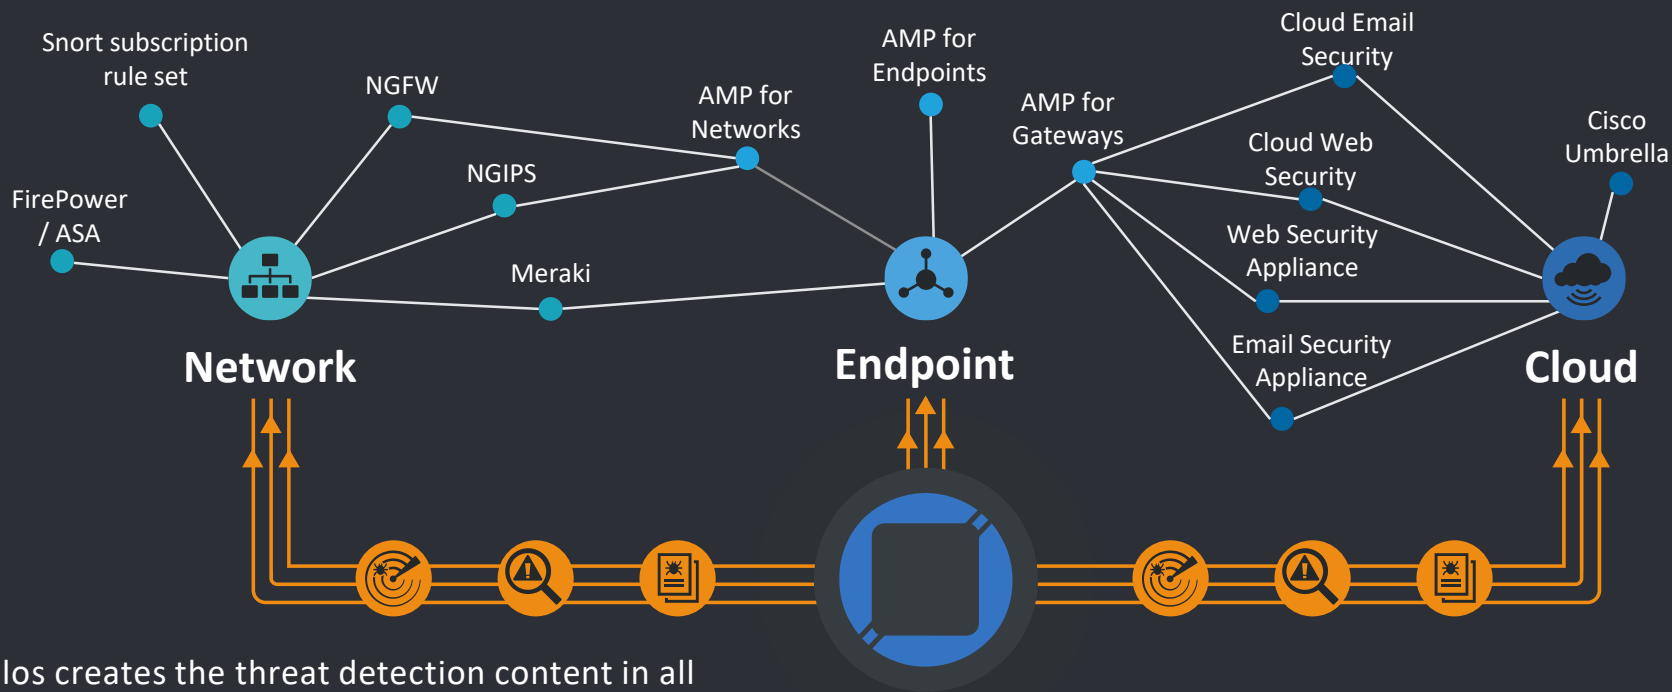 Snort subscription
rule set
NGFW
FirePower
/ ASA
NGIPS
Meraki
AMP for
Networks
AMP for
Endpoints
AMP for
Gateways
Cloud Email
Security
Cloud Web
Security
Web Security
Appliance
Email Security
Appliance
Cisco
Umbrella
Network
Endpoint
Cloud
los creates the threat detection content in all